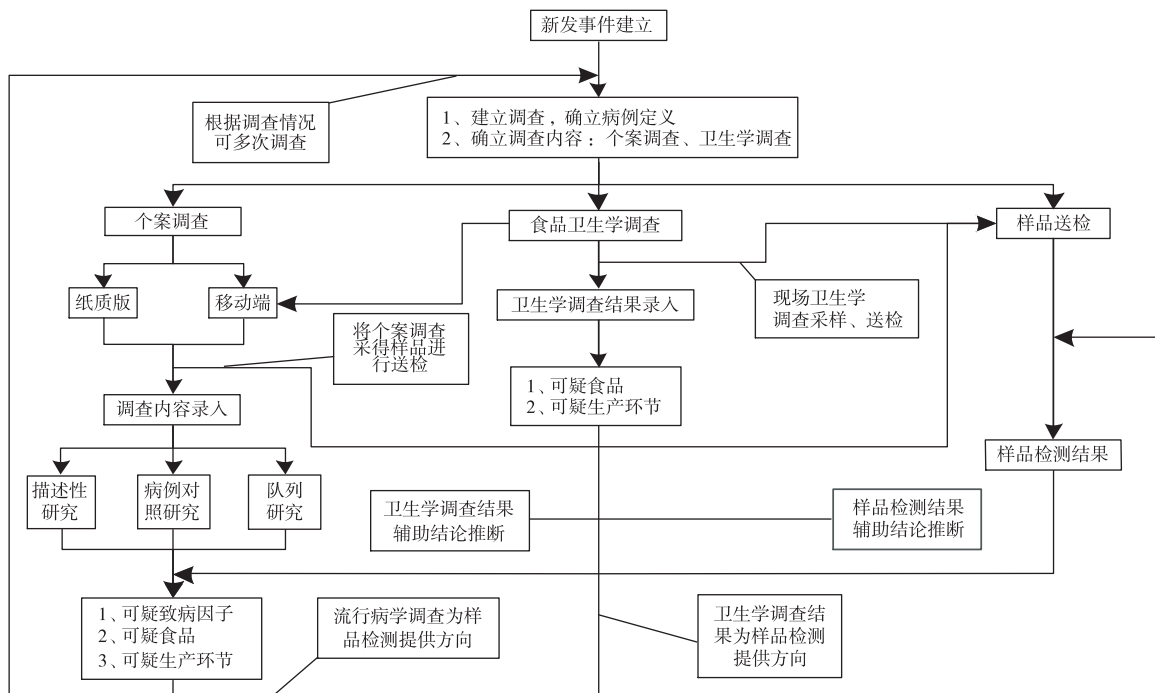 新发事件建立
根据调查情况
可多次调查
1、建立调查，确立病例定义
2、确立调查内容：个案调查、卫生学调查
个案调查
食品卫生学调查
样品送检
纸质版
移动端
卫生学调查结果录入
现场卫生学
调查采样、送检
将个案调查
采得样品进
行送检
1、可疑食品
2、可疑生产环节
调查内容录入
样品检测结果
描述性
研究
病例对
照研究
队列
研究
卫生学调查结果
辅助结论推断
样品检测结果
辅助结论推断
1、可疑致病因子
2、可疑食品
3、可疑生产环节
流行病学调查为样
品检测提供方向
卫生学调查结
果为样品检测
提供方向